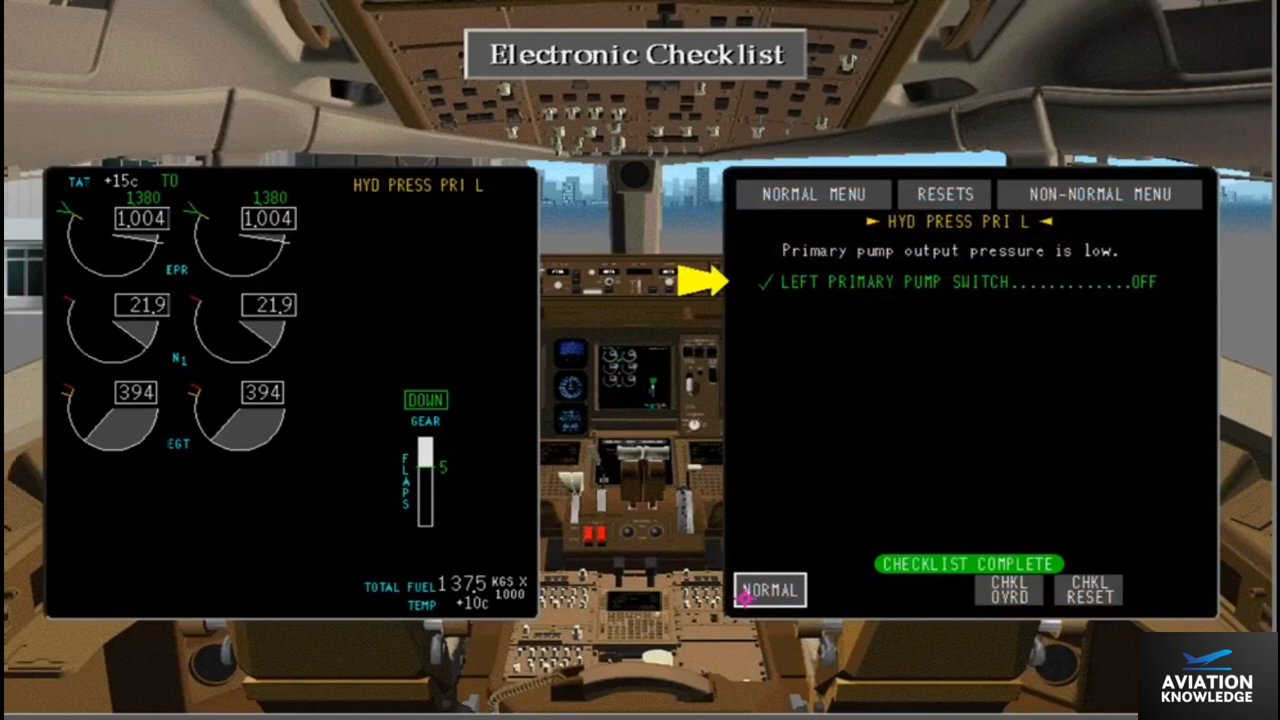 Electronic Checklist
TAT +15c TO
HYD PRESS PRI L
1380 1380
1,004 1,004
EPR
21.9 21.9
N1
394 394
EGT
DOWN
GEAR
FLAPS
5
TOTAL FUEL 137.5 KGS X 1000
TEMP +10c
NORMAL MENU RESETS NON-NORMAL MENU
HYD PRESS PRI L
Primary pump output pressure is low.
✓ LEFT PRIMARY PUMP SWITCH.............OFF
CHECKLIST COMPLETE
NORMAL
CHKL OVRD
CHKL RESET
AVIATION
KNOWLEDGE